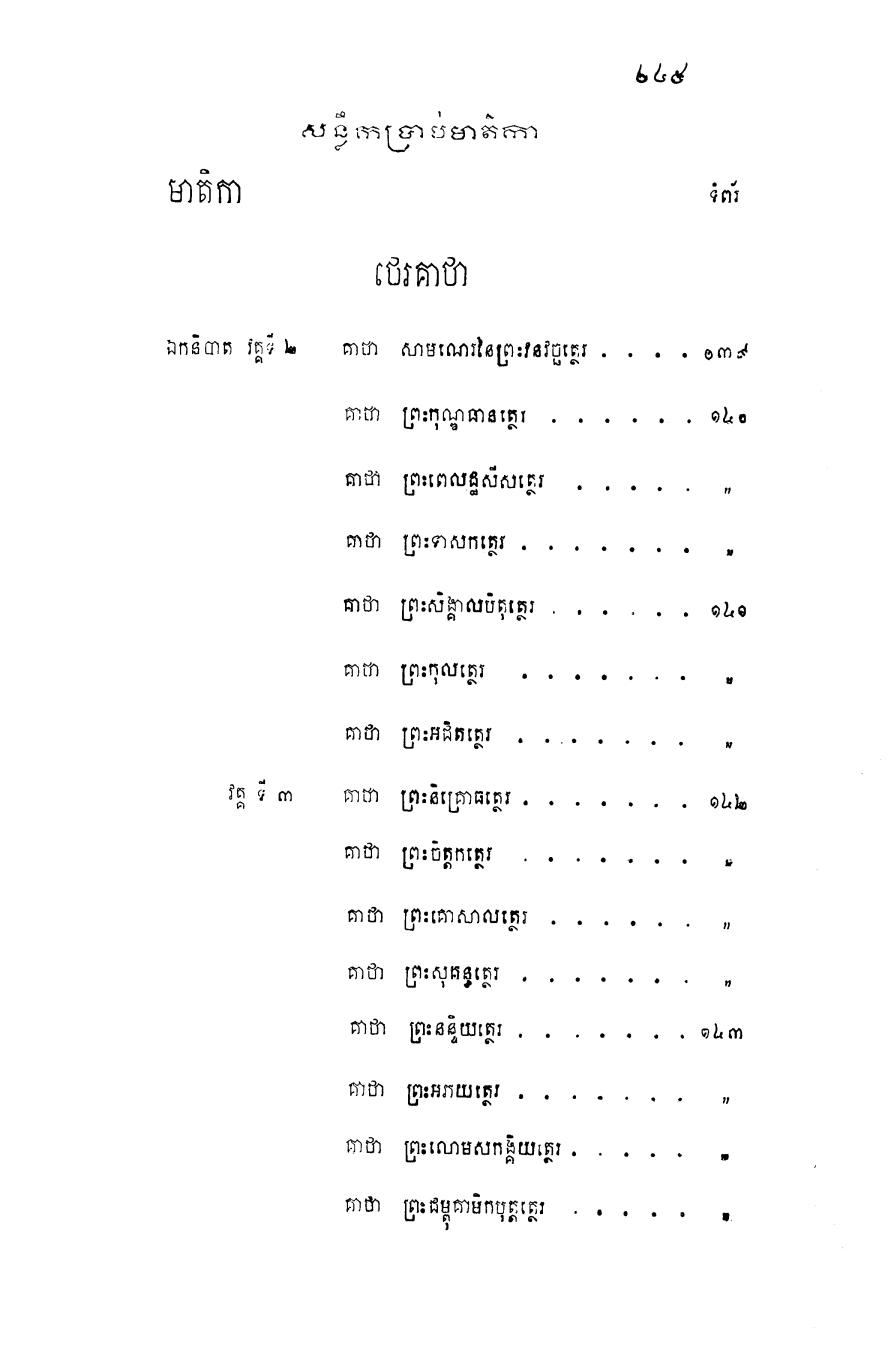 ២៤៥
សន្លឹកប្រាប់មាតិកា
មាតិកា ទំព័រ
ថេរគាថា
ឯកនិបាត វគ្គទី ២ គាថា សាមណេរនៃព្រះវនវច្ឆត្ថេរ . . . . ១៣៩
គាថា ព្រះកុណ្ឌធានត្ថេរ . . . . . . ១៤០
គាថា ព្រះពេលដ្ឋសីសត្ថេរ . . . . . "
គាថា ព្រះទាសកត្ថេរ . . . . . . . "
គាថា ព្រះសិង្គាលបិតុត្ថេរ . . . . . . ១៤១
គាថា ព្រះកុលត្ថេរ . . . . . . . "
គាថា ព្រះអជិតត្ថេរ . . . . . . . "
វគ្គ ទី ៣ គាថា ព្រះនិគ្រោធត្ថេរ . . . . . . . ១៤២
គាថា ព្រះចិត្តកត្ថេរ . . . . . . . "
គាថា ព្រះគោសាលត្ថេរ . . . . . . "
គាថា ព្រះសុគន្ធត្ថេរ . . . . . . . "
គាថា ព្រះនន្ទិយត្ថេរ . . . . . . . ១៤៣
គាថា ព្រះអភយត្ថេរ . . . . . . . "
គាថា ព្រះលោមសកង្គិយត្ថេរ . . . . . "
គាថា ព្រះជម្ពុគាមិកបុត្តត្ថេរ . . . . . "